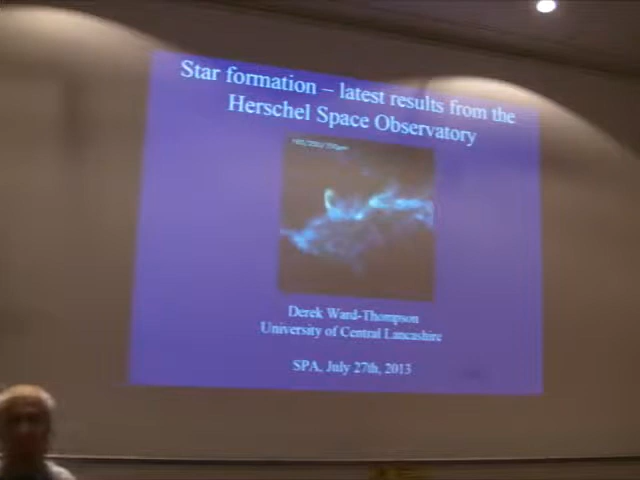 Star formation – latest results from the
Herschel Space Observatory
Derek Ward-Thompson
University of Central Lancashire
SPA, July 27th, 2013